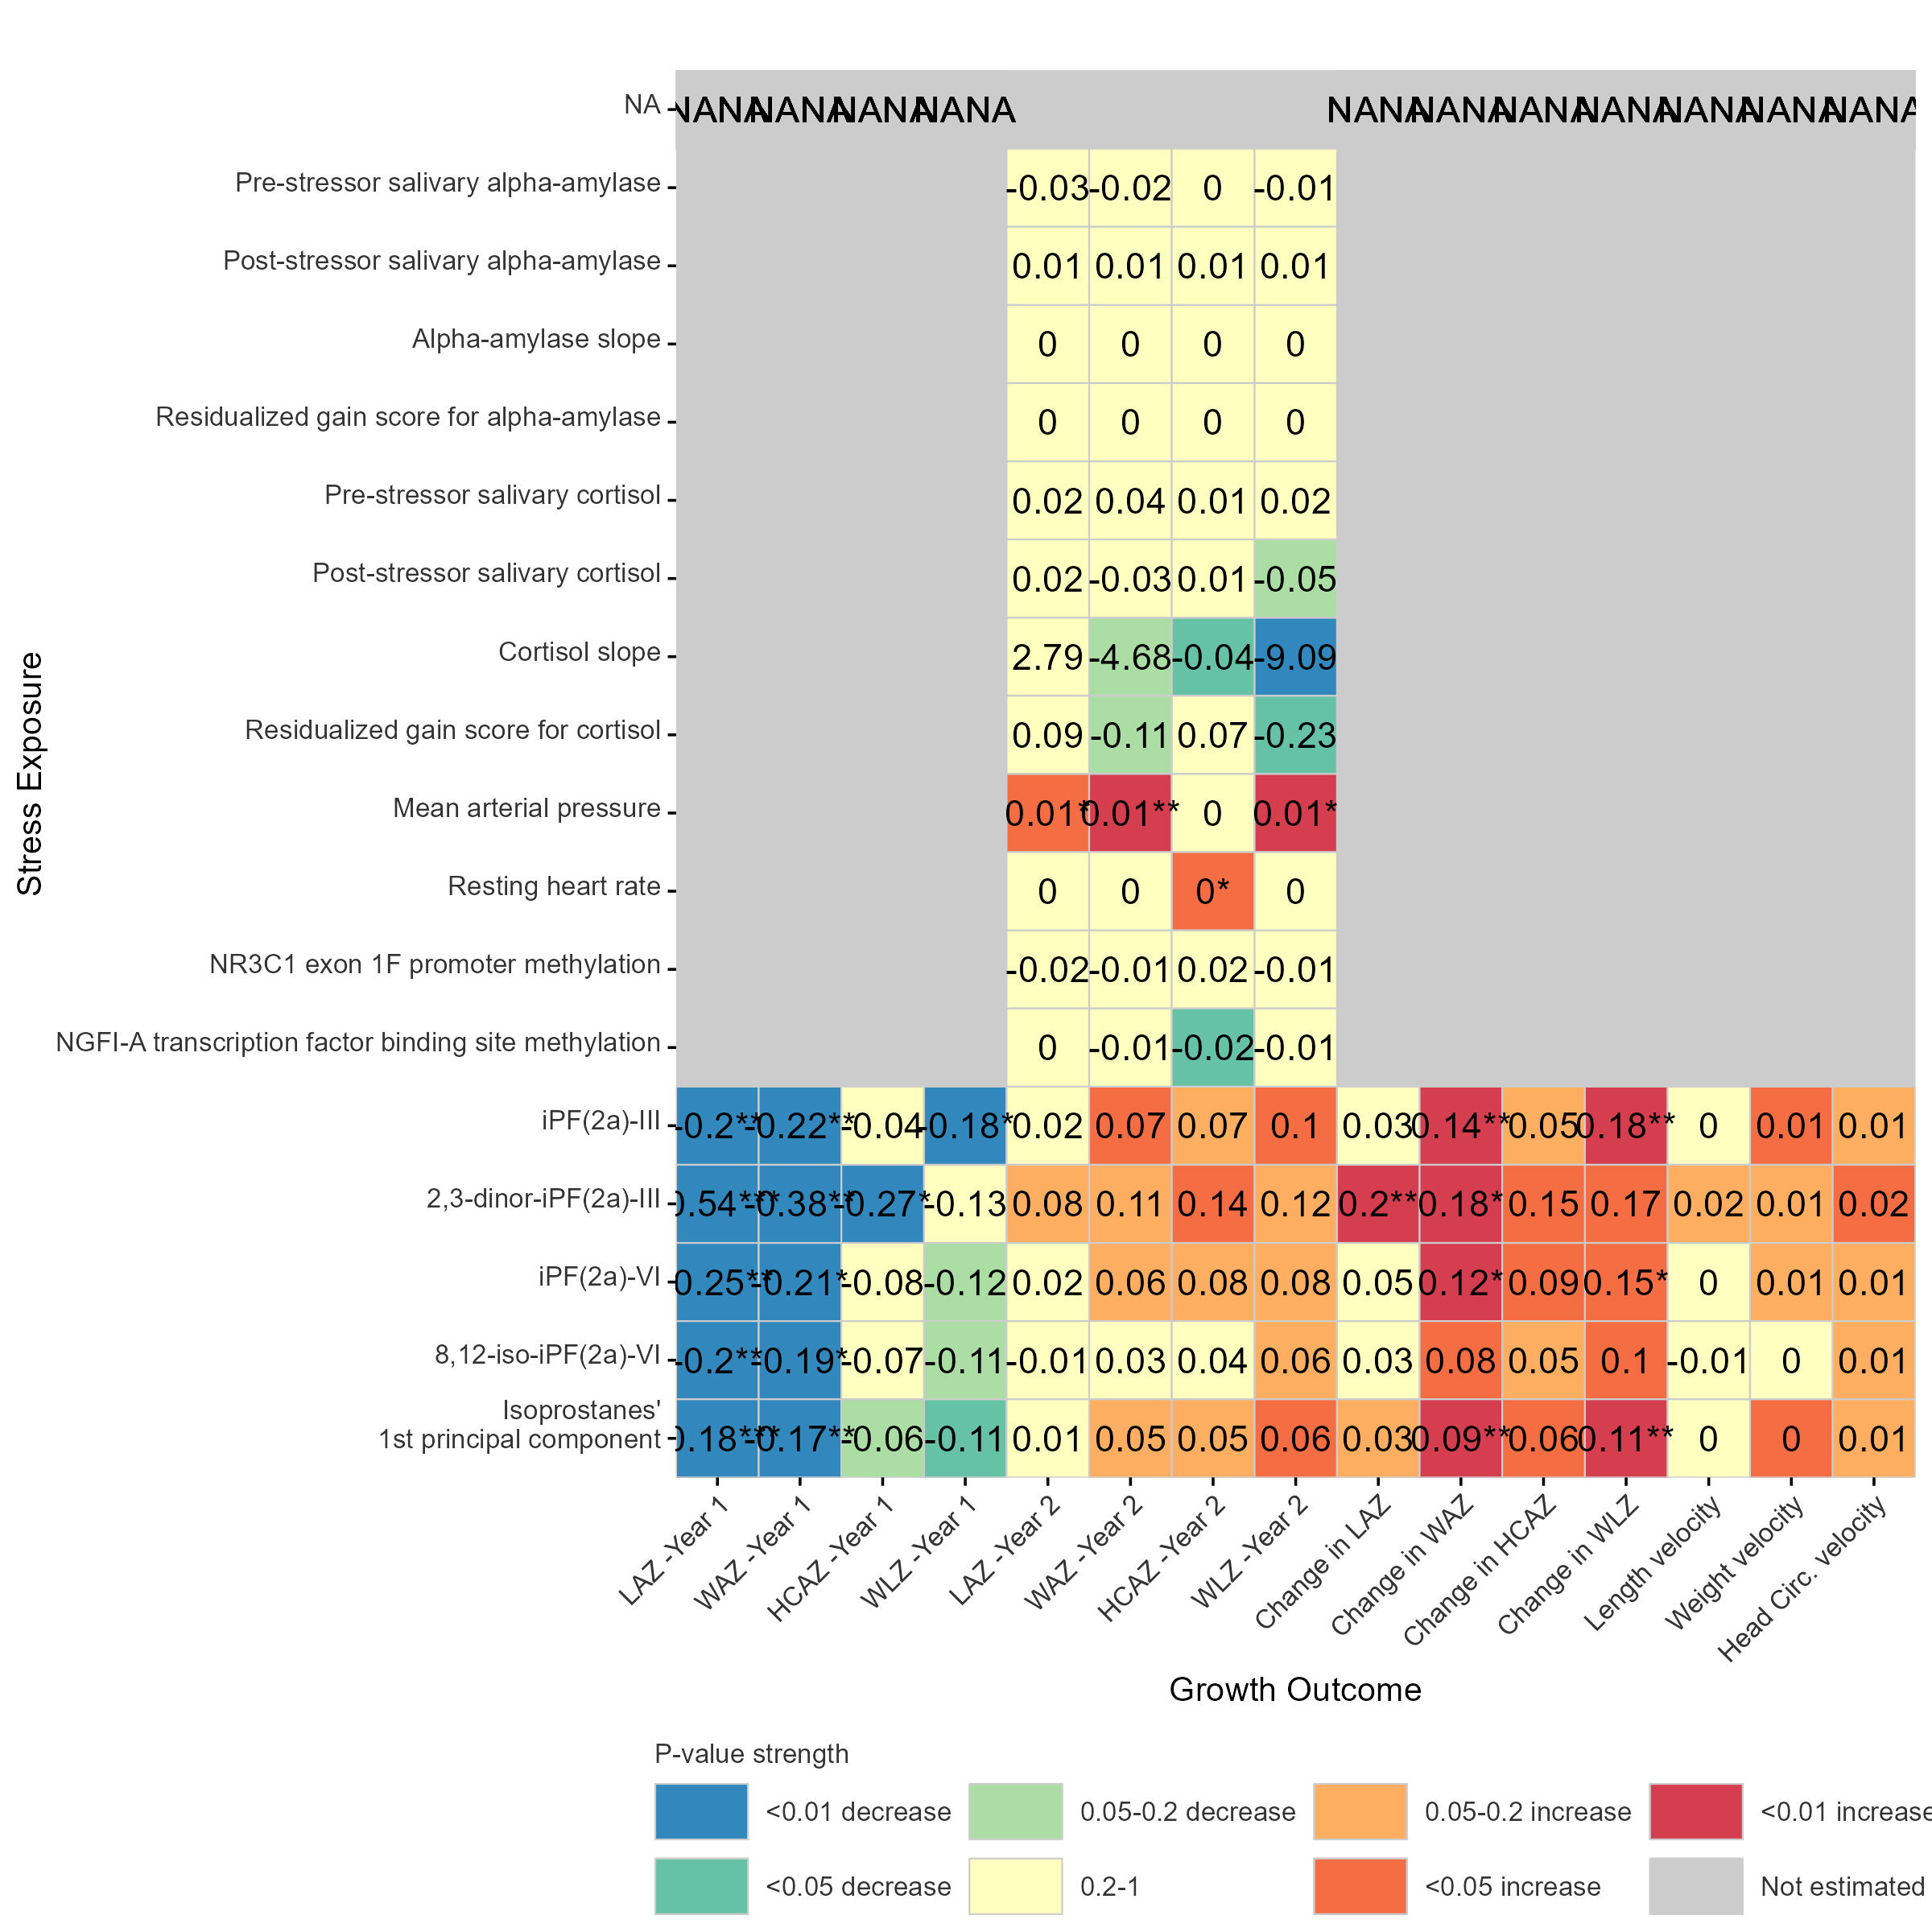 NA NANA NANA NANA NANA NANA NANA NANA NANA NANA NANA NANA
Pre-stressor salivary alpha-amylase -0.03 -0.02 0 -0.01
Post-stressor salivary alpha-amylase 0.01 0.01 0.01 0.01
Alpha-amylase slope 0 0 0 0
Residualized gain score for alpha-amylase 0 0 0 0
Pre-stressor salivary cortisol 0.02 0.04 0.01 0.02
Post-stressor salivary cortisol 0.02 -0.03 0.01 -0.05
Cortisol slope 2.79 -4.68 -0.04 -9.09
Residualized gain score for cortisol 0.09 -0.11 0.07 -0.23
Mean arterial pressure 0.01* 0.01** 0 0.01*
Resting heart rate 0 0 0* 0
NR3C1 exon 1F promoter methylation -0.02 -0.01 0.02 -0.01
NGFI-A transcription factor binding site methylation 0 -0.01 -0.02 -0.01
iPF(2a)-III -0.2** -0.22** -0.04 -0.18* 0.02 0.07 0.07 0.1 0.03 0.14** 0.05 0.18** 0 0.01 0.01
2,3-dinor-iPF(2a)-III 0.54** -0.38** -0.27* -0.13 0.08 0.11 0.14 0.12 0.2** 0.18* 0.15 0.17 0.02 0.01 0.02
iPF(2a)-VI 0.25** -0.21* -0.08 -0.12 0.02 0.06 0.08 0.08 0.05 0.12* 0.09 0.15* 0 0.01 0.01
8,12-iso-iPF(2a)-VI -0.2** -0.19* -0.07 -0.11 -0.01 0.03 0.04 0.06 0.03 0.08 0.05 0.1 -0.01 0 0.01
Isoprostanes'
1st principal component 0.18** -0.17** -0.06 -0.11 0.01 0.05 0.05 0.06 0.03 0.09** 0.06 0.11** 0 0 0.01
Stress Exposure
LAZ -Year 1
WAZ -Year 1
HCAZ -Year 1
WLZ -Year 1
LAZ -Year 2
WAZ -Year 2
HCAZ -Year 2
WLZ -Year 2
Change in LAZ
Change in WAZ
Change in HCAZ
Change in WLZ
Length velocity
Weight velocity
Head Circ. velocity
Growth Outcome
P-value strength
<0.01 decrease 0.05-0.2 decrease 0.05-0.2 increase <0.01 increase
<0.05 decrease 0.2-1 <0.05 increase Not estimated